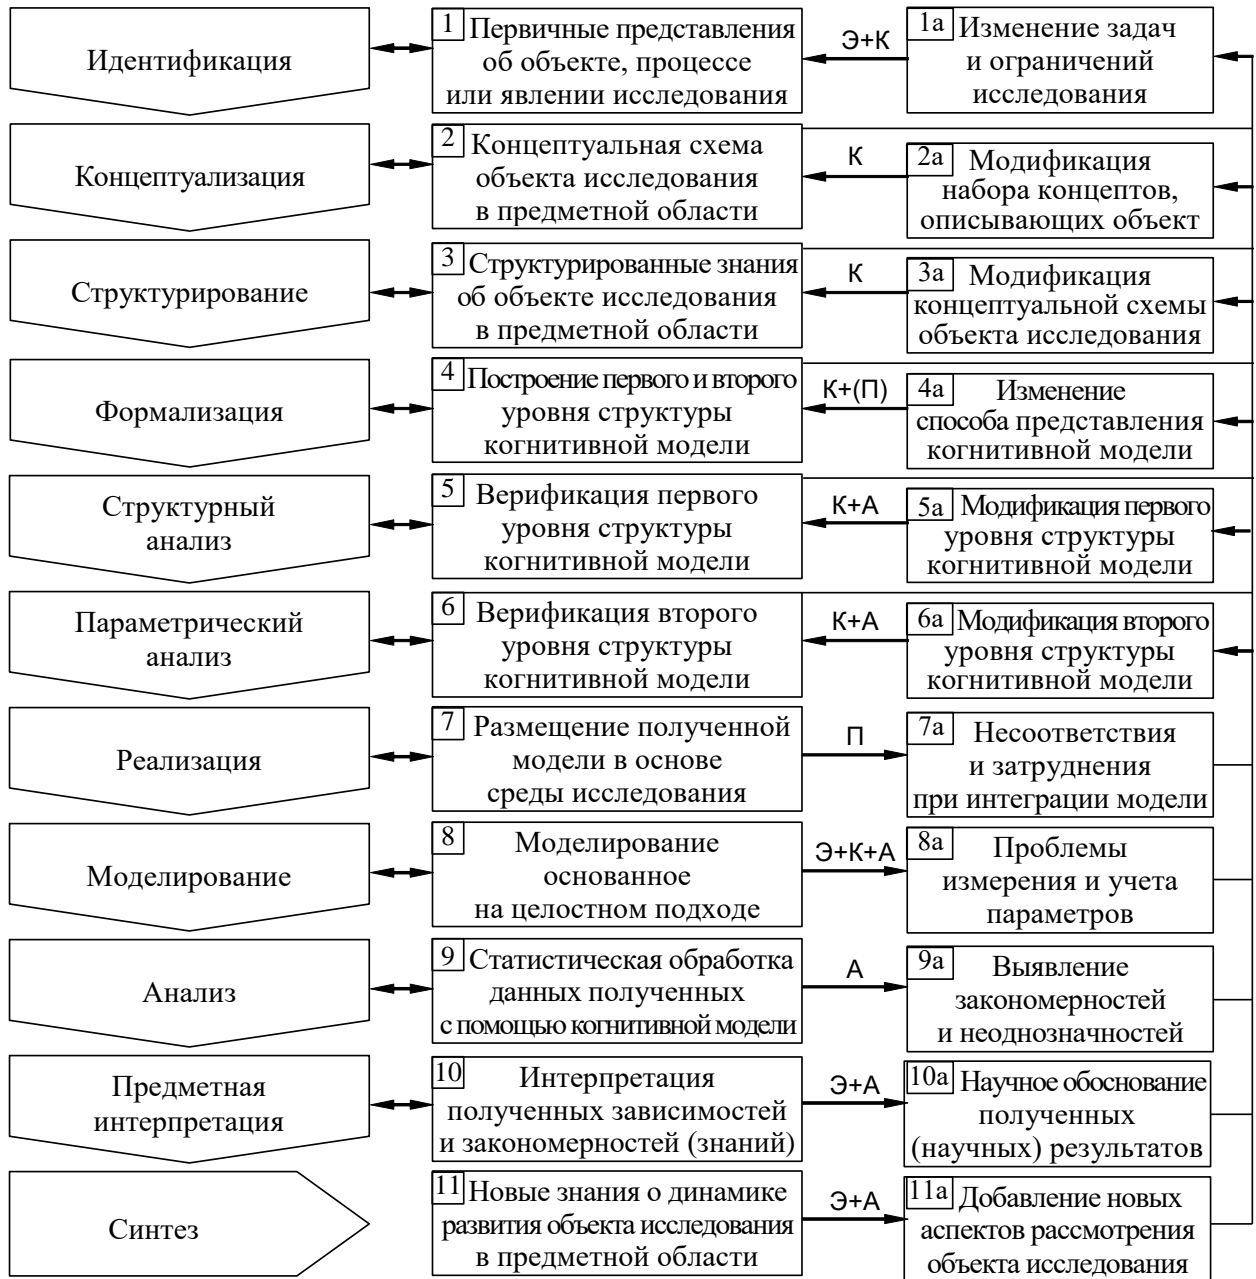 Идентификация
1 Первичные представления
об объекте, процессе
или явлении исследования
Э+К
1а Изменение задач
и ограничений
исследования
Концептуализация
2 Концептуальная схема
объекта исследования
в предметной области
К
2а Модификация
набора концептов,
описывающих объект
Структурирование
3 Структурированные знания
об объекте исследования
в предметной области
К
3а Модификация
концептуальной схемы
объекта исследования
Формализация
4 Построение первого и второго
уровня структуры
когнитивной модели
К+(П)
4а Изменение
способа представления
когнитивной модели
Структурный
анализ
5 Верификация первого
уровня структуры
когнитивной модели
К+А
5а Модификация первого
уровня структуры
когнитивной модели
Параметрический
анализ
6 Верификация второго
уровня структуры
когнитивной модели
К+А
6а Модификация второго
уровня структуры
когнитивной модели
Реализация
7 Размещение полученной
модели в основе
среды исследования
П
7а Несоответствия
и затруднения
при интеграции модели
Моделирование
8 Моделирование
основанное
на целостном подходе
Э+К+А
8а Проблемы
измерения и учета
параметров
Анализ
9 Статистическая обработка
данных полученных
с помощью когнитивной модели
А
9а Выявление
закономерностей
и неоднозначностей
Предметная
интерпретация
10 Интерпретация
полученных зависимостей
и закономерностей (знаний)
Э+А
10а Научное обоснование
полученных
(научных) результатов
Синтез
11 Новые знания о динамике
развития объекта исследования
в предметной области
Э+А
11а Добавление новых
аспектов рассмотрения
объекта исследования